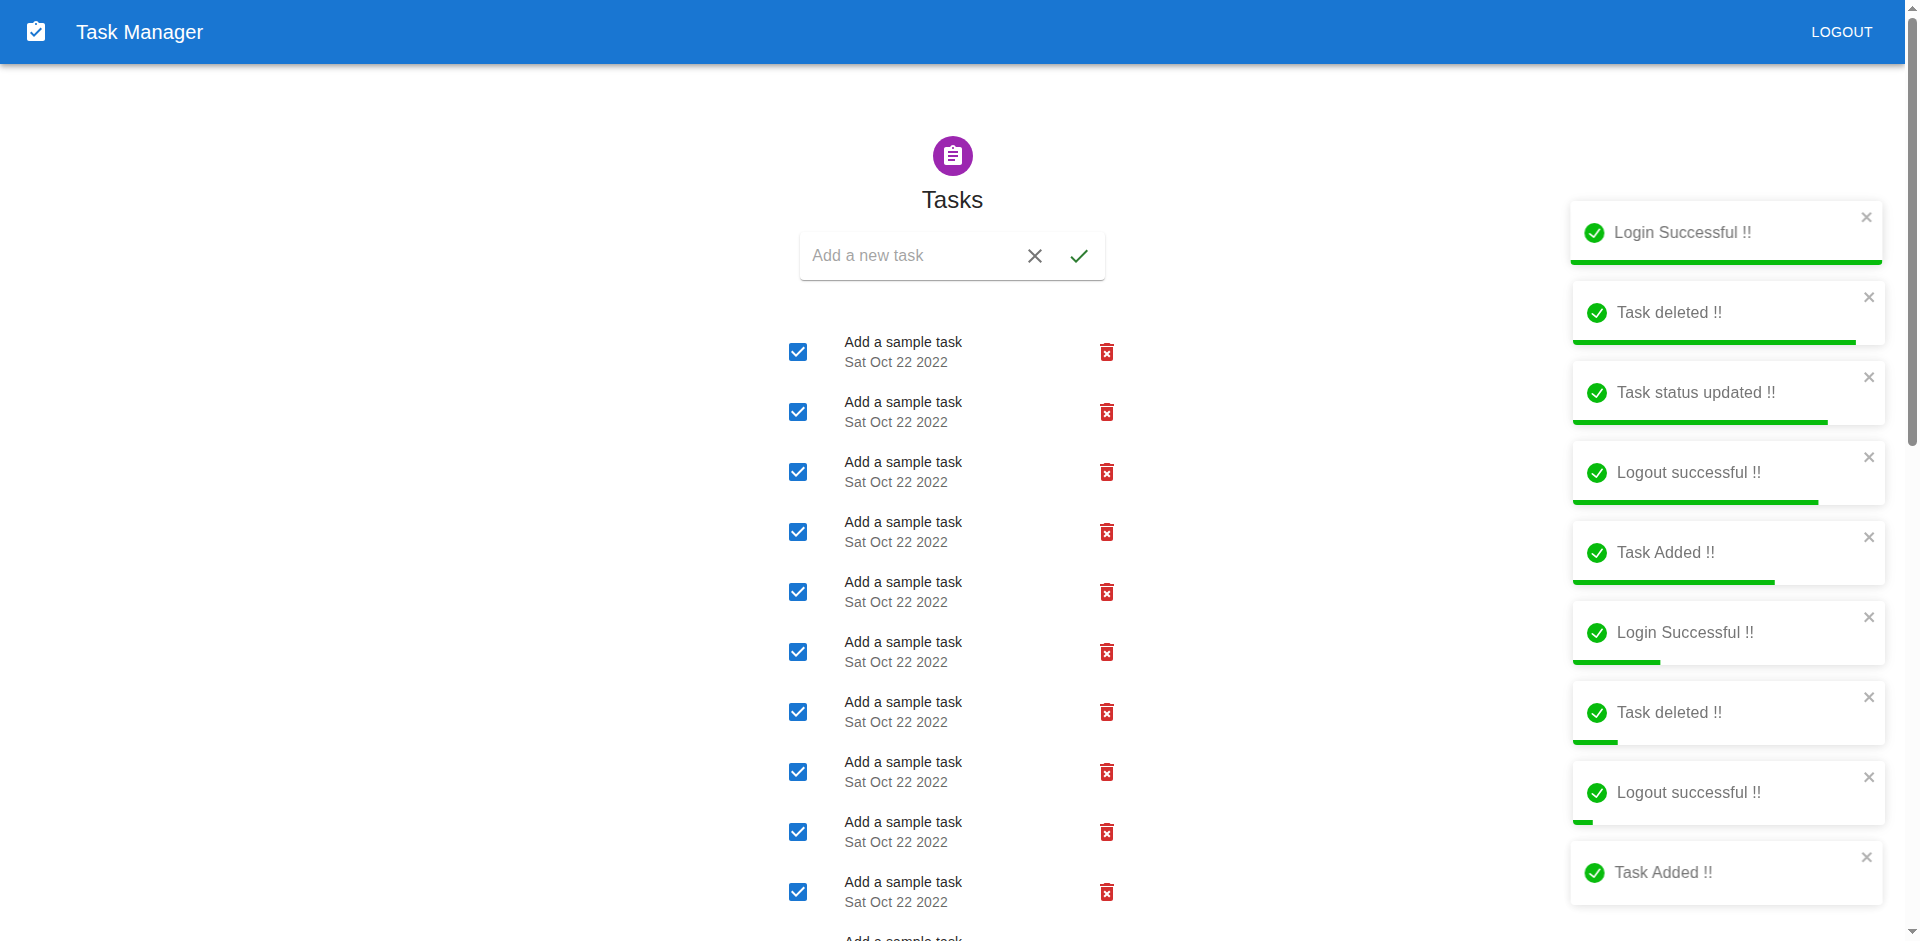 Task Manager
LOGOUT
Tasks
Add a new task
Add a sample task
Sat Oct 22 2022
Add a sample task
Sat Oct 22 2022
Add a sample task
Sat Oct 22 2022
Add a sample task
Sat Oct 22 2022
Add a sample task
Sat Oct 22 2022
Add a sample task
Sat Oct 22 2022
Add a sample task
Sat Oct 22 2022
Add a sample task
Sat Oct 22 2022
Add a sample task
Sat Oct 22 2022
Add a sample task
Sat Oct 22 2022
Add a sample task
Login Successful !!
Task deleted !!
Task status updated !!
Logout successful !!
Task Added !!
Login Successful !!
Task deleted !!
Logout successful !!
Task Added !!